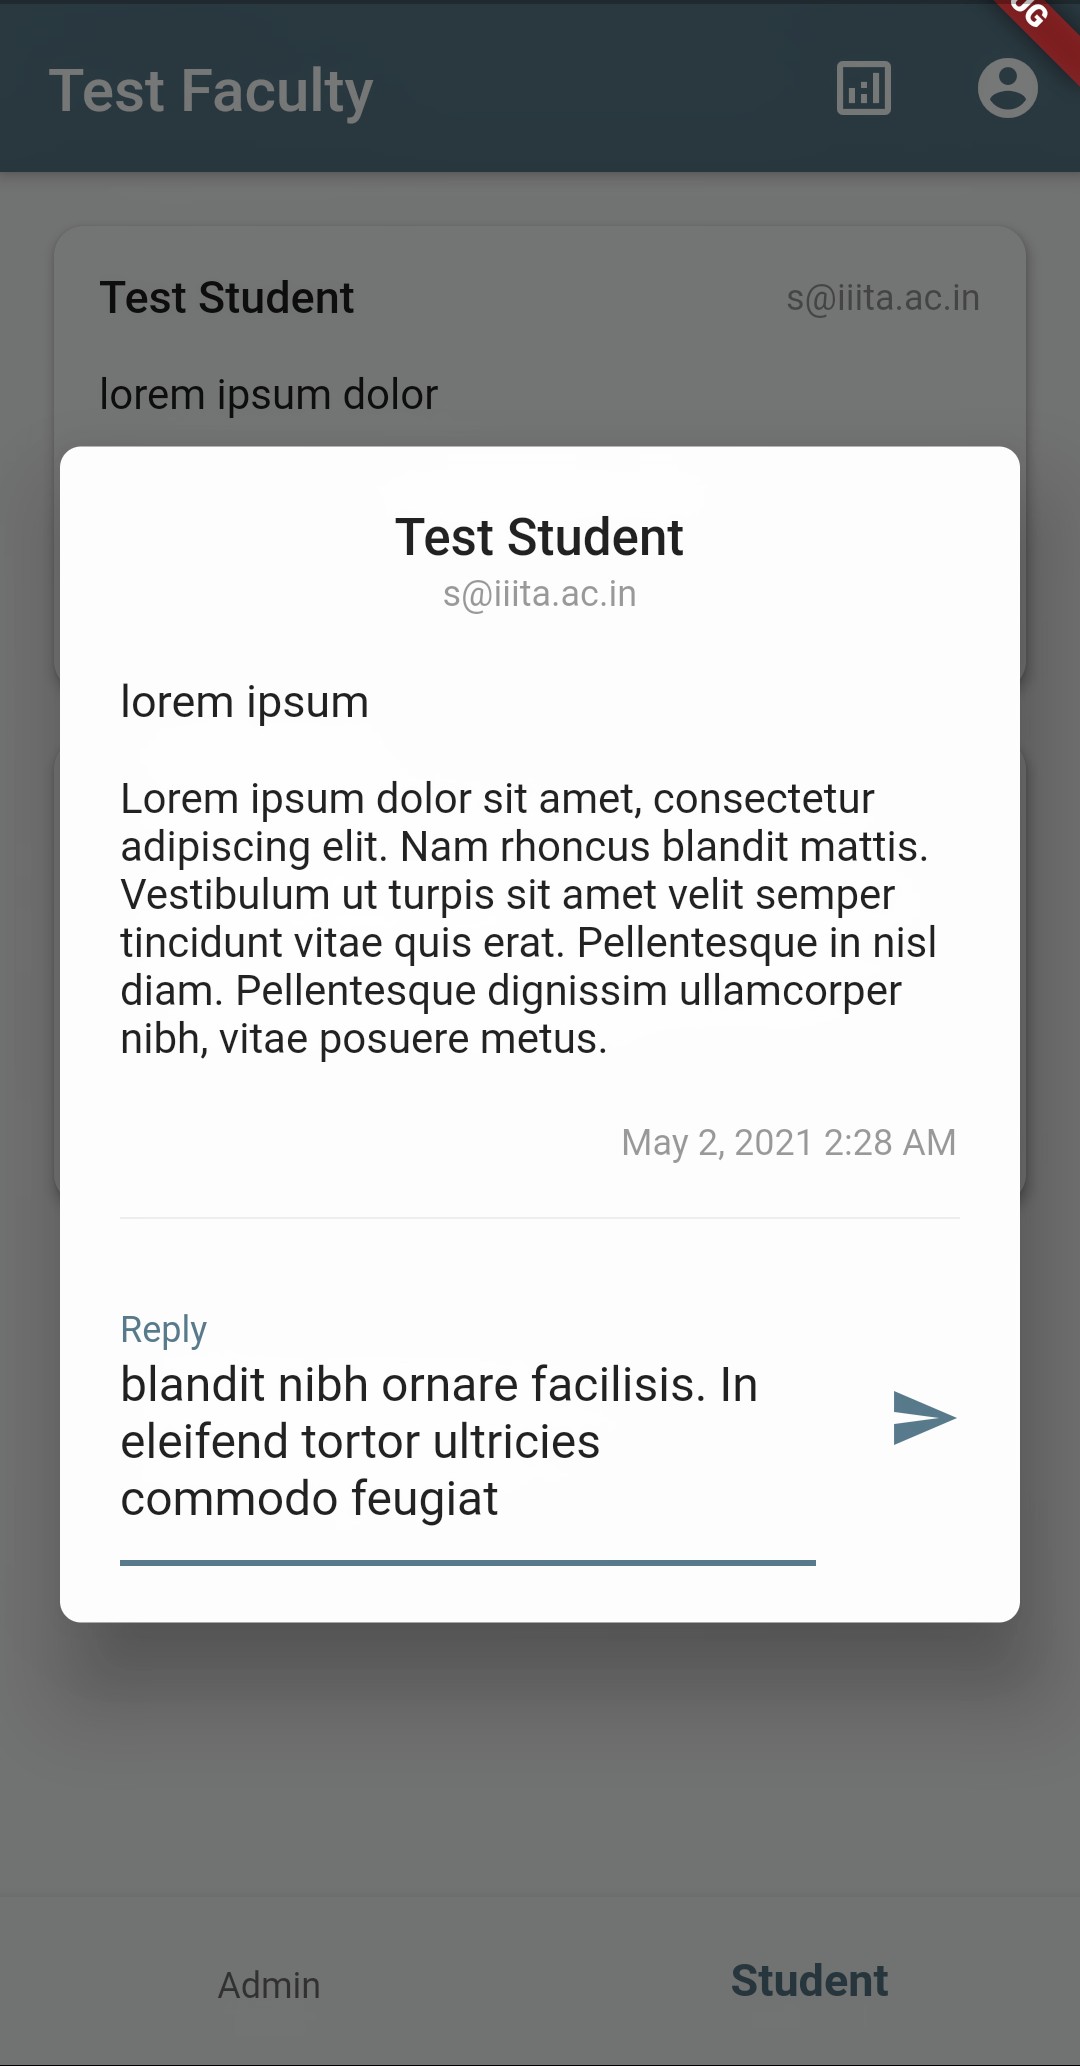 Test Faculty
UG
Test Student
s@iiita.ac.in
lorem ipsum dolor
Test Student
s@iiita.ac.in
lorem ipsum
Lorem ipsum dolor sit amet, consectetur
adipiscing elit. Nam rhoncus blandit mattis.
Vestibulum ut turpis sit amet velit semper
tincidunt vitae quis erat. Pellentesque in nisl
diam. Pellentesque dignissim ullamcorper
nibh, vitae posuere metus.
May 2, 2021 2:28 AM
Reply
blandit nibh ornare facilisis. In
eleifend tortor ultricies
commodo feugiat
Admin
Student